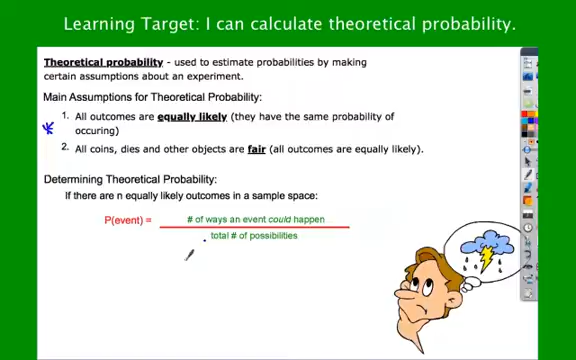 Learning Target: I can calculate theoretical probability.
Theoretical probability - used to estimate probabilities by making
certain assumptions about an experiment.
Main Assumptions for Theoretical Probability:
1. All outcomes are equally likely (they have the same probability of
occuring)
2. All coins, dies and other objects are fair (all outcomes are equally likely).
Determining Theoretical Probability:
If there are n equally likely outcomes in a sample space:
P(event) = # of ways an event could happen
total # of possibilities